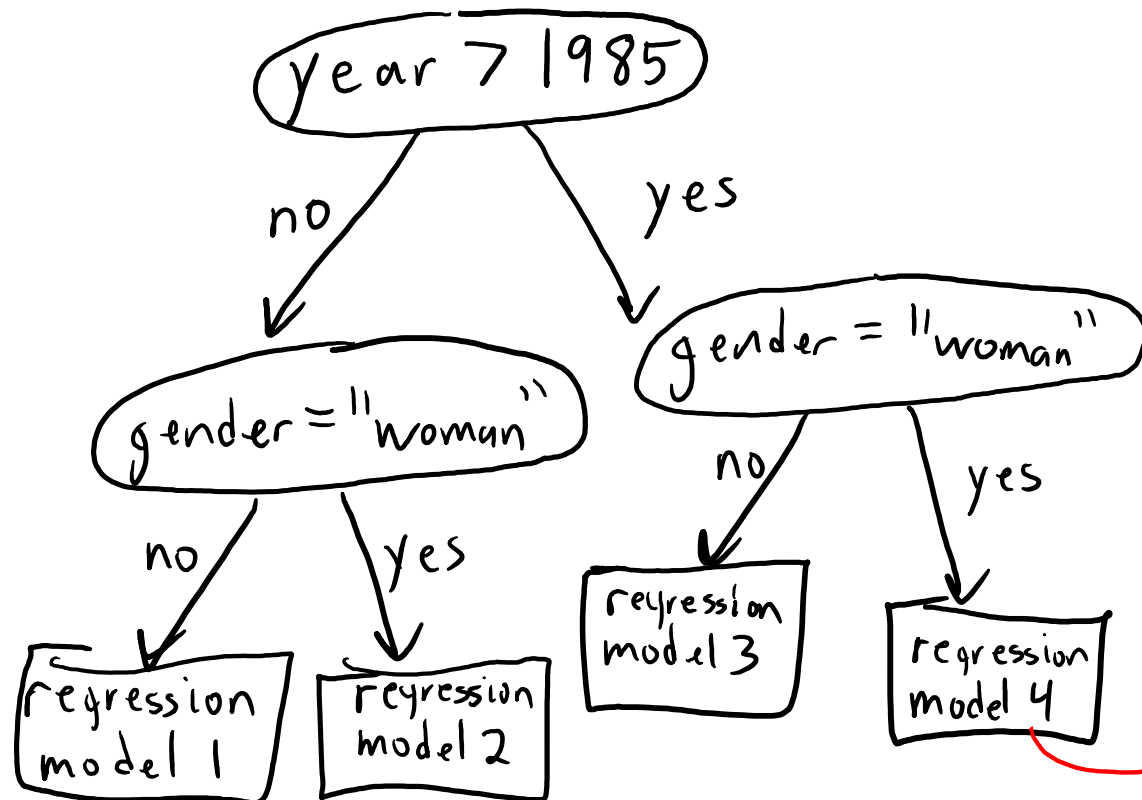 year > 1985
no
yes
gender = "woman"
gender = "woman"
no
yes
no
yes
regression
model 1
regression
model 2
regression
model 3
regression
model 4